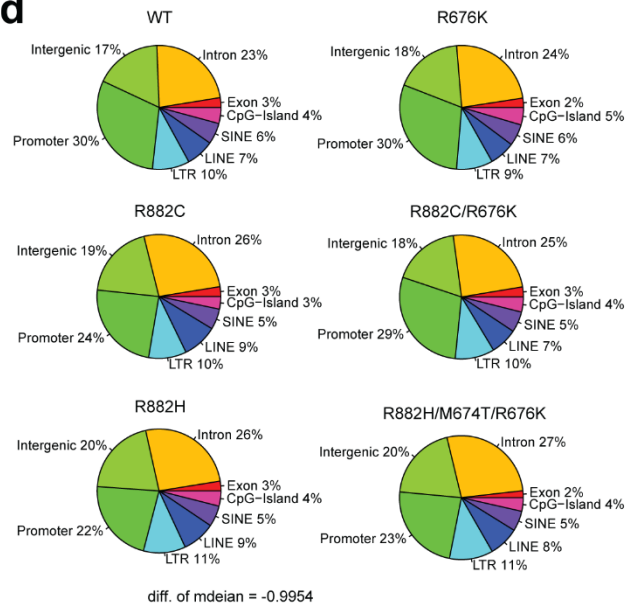 d
WT
Intergenic 17%
Intron 23%
Exon 3%
CpG-Island 4%
SINE 6%
LINE 7%
LTR 10%
Promoter 30%
R676K
Intergenic 18%
Intron 24%
Exon 2%
CpG-Island 5%
SINE 6%
LINE 7%
LTR 9%
Promoter 30%
R882C
Intergenic 19%
Intron 26%
Exon 3%
CpG-Island 3%
SINE 5%
LINE 9%
LTR 10%
Promoter 24%
R882C/R676K
Intergenic 18%
Intron 25%
Exon 3%
CpG-Island 4%
SINE 5%
LINE 7%
LTR 10%
Promoter 29%
R882H
Intergenic 20%
Intron 26%
Exon 3%
CpG-Island 4%
SINE 5%
LINE 9%
LTR 11%
Promoter 22%
R882H/M674T/R676K
Intergenic 20%
Intron 27%
Exon 2%
CpG-Island 4%
SINE 5%
LINE 8%
LTR 11%
Promoter 23%
diff. of mdeian = -0.9954